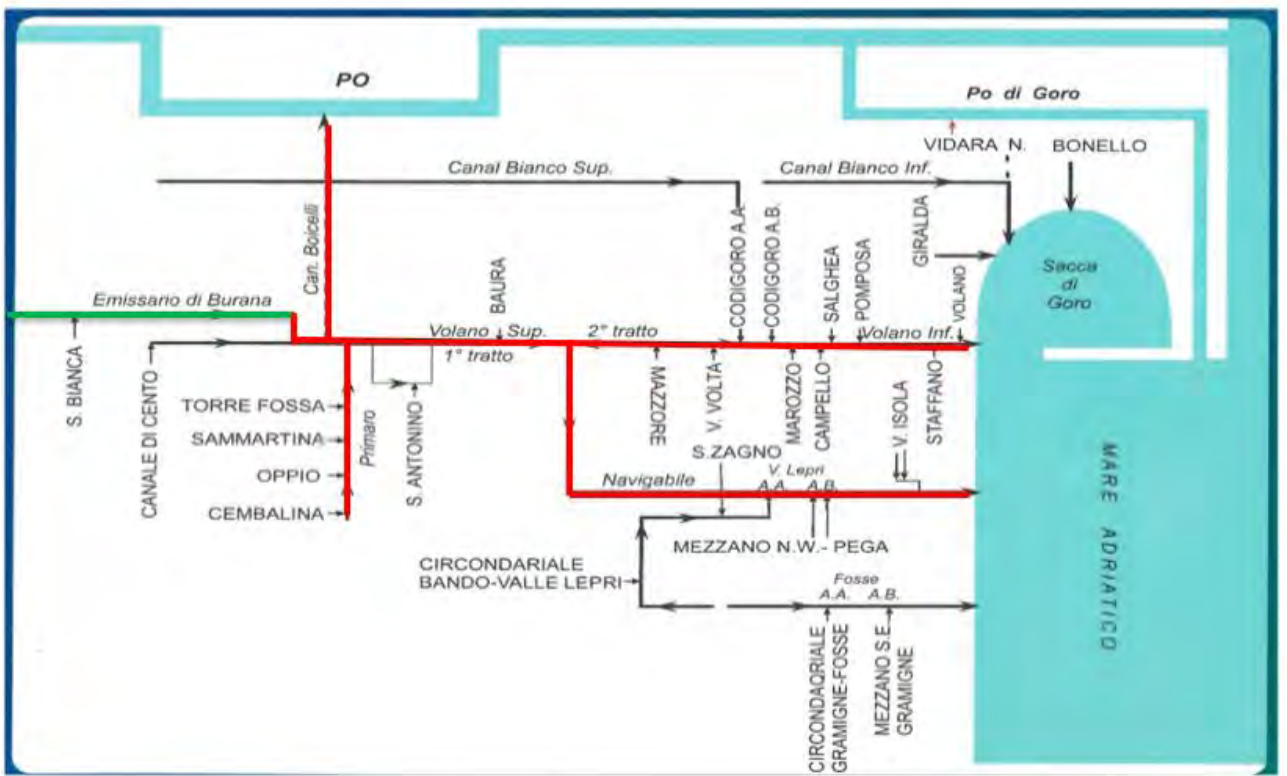 PO
Po di Goro
VIDARA N.
BONELLO
Canal Bianco Sup.
Canal Bianco Inf.
GIRALDA
Sacca
di
Goro
Can. Boicelli
Emissario di Burana
BAURA
CODIGORO A.A.
CODIGORO A.B.
SALGHEA
POMPOSA
VOLANO
Volano Sup.
2° tratto
Volano Inf.
1° tratto
S. BIANCA
CANALE DI CENTO
TORRE FOSSA
SAMMARTINA
OPPIO
CEMBALINA
Primaro
S. ANTONINO
MAZZORE
V. VOLTA
MAROZZO
CAMPELLO
V. ISOLA
STAFFANO
S.ZAGNO
V. Lepri
Navigabile
A.A.
A.B.
MEZZANO N.W.- PEGA
CIRCONDARIALE
BANDO-VALLE LEPRI
Fosse
A.A.
A.B.
CIRCONDAQRIALE
GRAMIGNE-FOSSE
MEZZANO S.E.
GRAMIGNE
MARE ADRIATICO